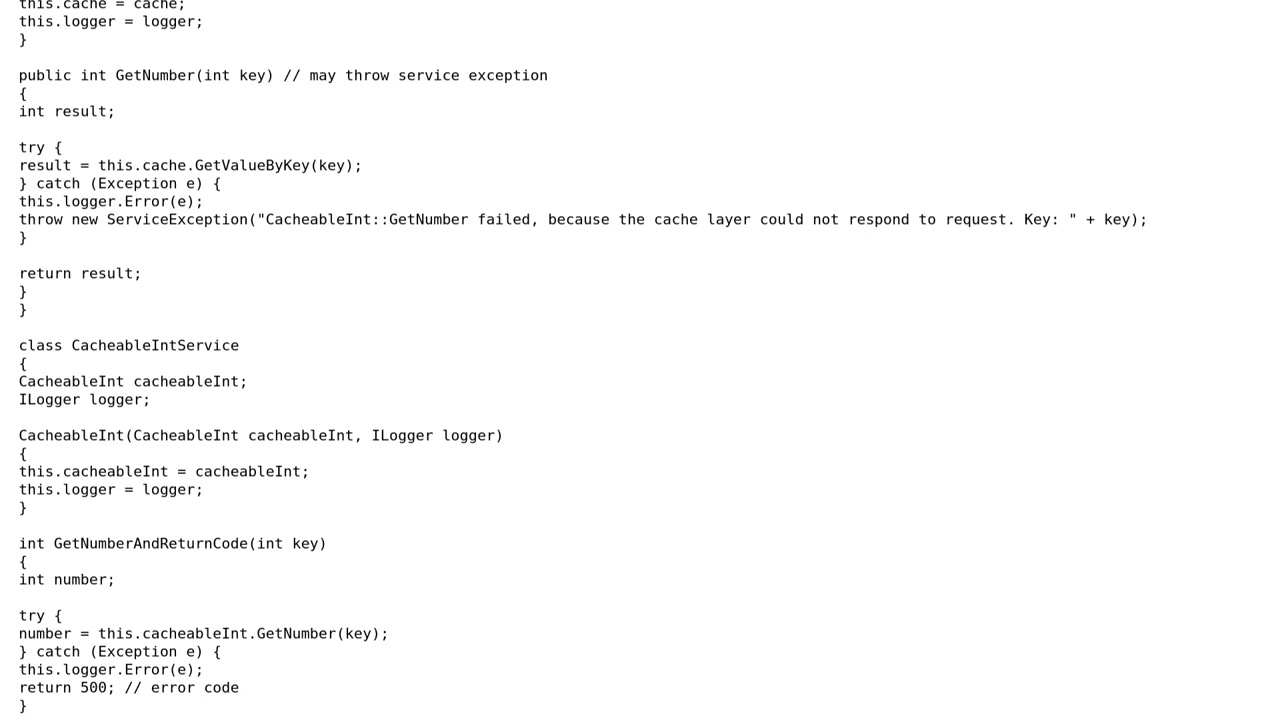 this.cache = cache;
this.logger = logger;
}
public int GetNumber(int key) // may throw service exception
{
int result;
try {
result = this.cache.GetValueByKey(key);
} catch (Exception e) {
this.logger.Error(e);
throw new ServiceException("CacheableInt::GetNumber failed, because the cache layer could not respond to request. Key: " + key);
}
return result;
}
}
class CacheableIntService
{
CacheableInt cacheableInt;
ILogger logger;
CacheableInt(CacheableInt cacheableInt, ILogger logger)
{
this.cacheableInt = cacheableInt;
this.logger = logger;
}
int GetNumberAndReturnCode(int key)
{
int number;
try {
number = this.cacheableInt.GetNumber(key);
} catch (Exception e) {
this.logger.Error(e);
return 500; // error code
}